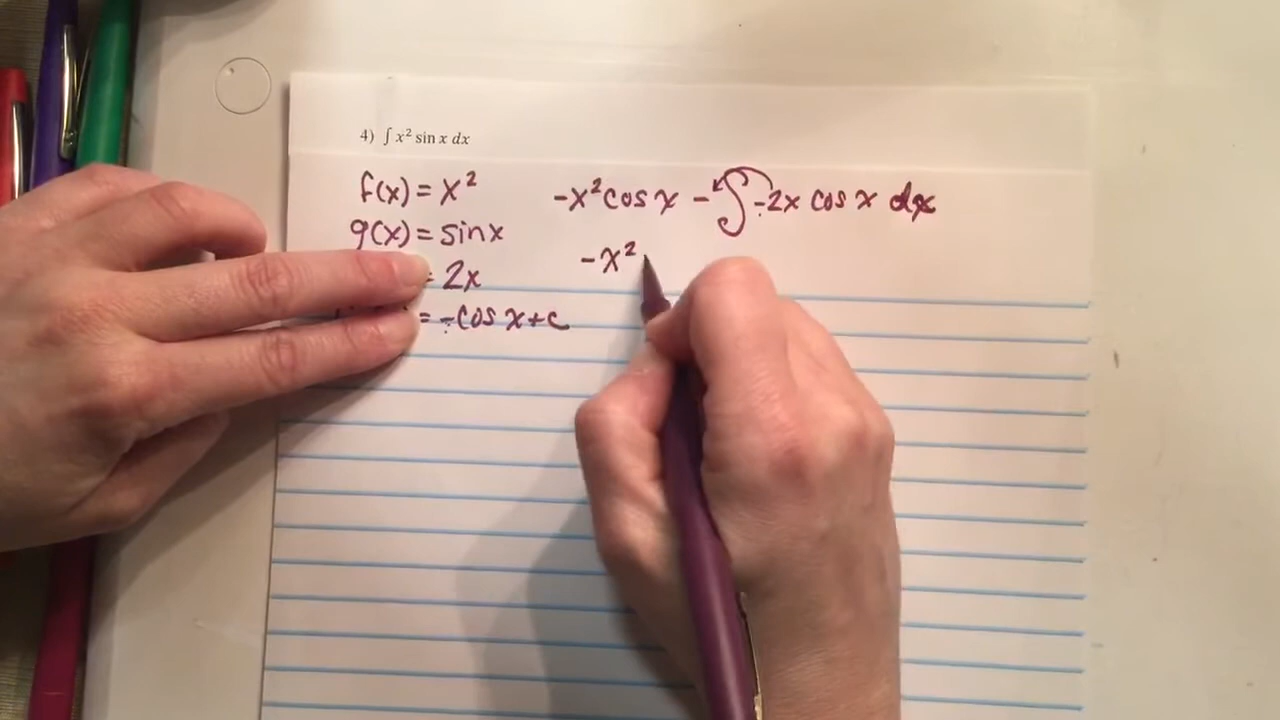 4) ∫ x² sin x dx
f(x) = x²
g(x) = sin x
= 2x
= -cos x + c
-x² cos x - ∫ -2x cos x dx
-x²